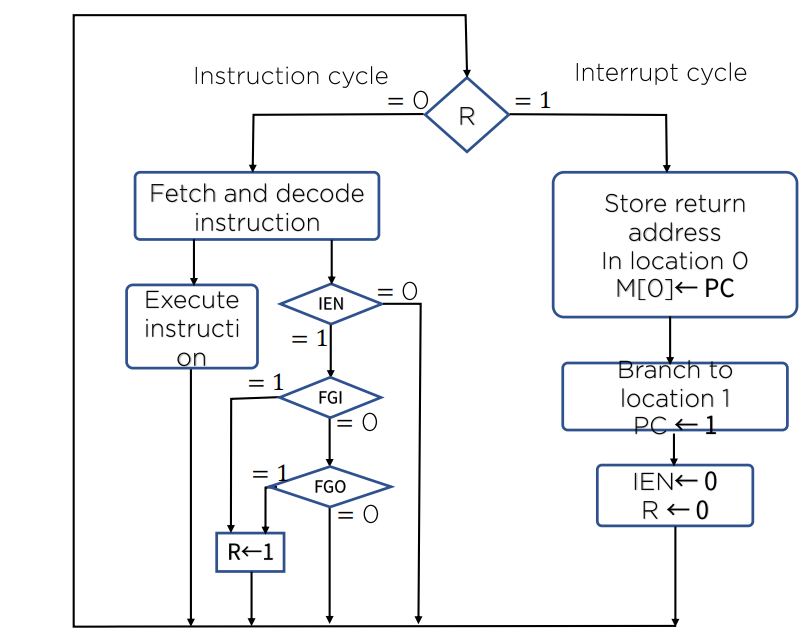 Instruction cycle
Interrupt cycle
= 0
R
= 1
Fetch and decode
instruction
Store return
address
In location 0
M[0]← PC
Execute
instructi
on
IEN
= 0
= 1
Branch to
location 1
PC ← 1
= 1
FGI
= 0
= 1
FGO
= 0
IEN← 0
R ← 0
R←1